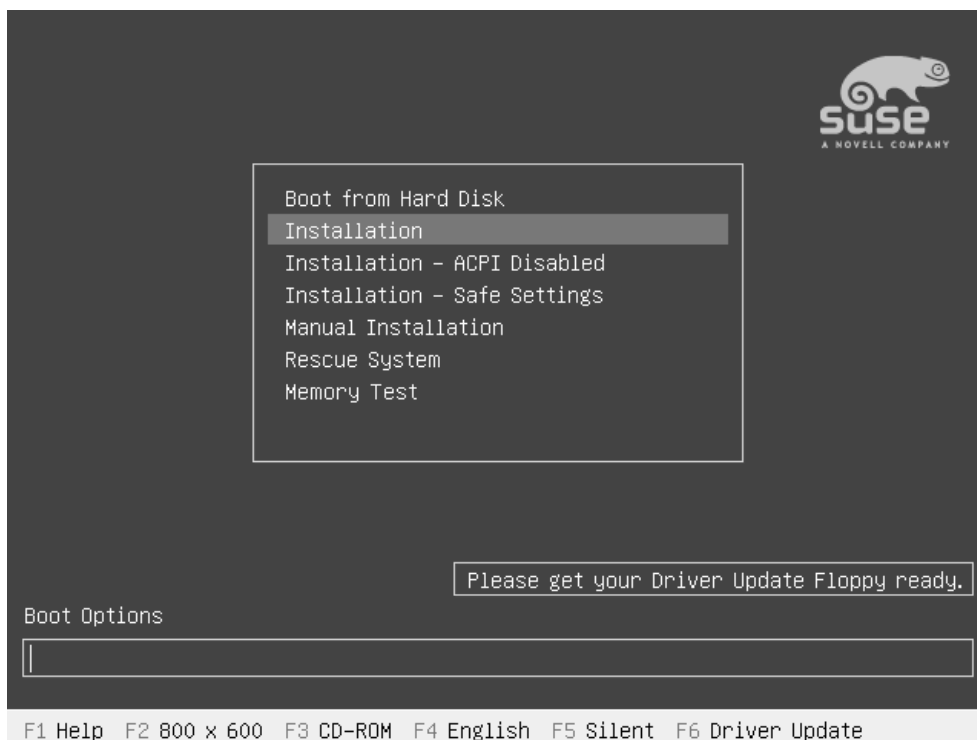 SUSE
A NOVELL COMPANY
Boot from Hard Disk
Installation
Installation – ACPI Disabled
Installation – Safe Settings
Manual Installation
Rescue System
Memory Test
Please get your Driver Update Floppy ready.
Boot Options
F1 Help F2 800 x 600 F3 CD-ROM F4 English F5 Silent F6 Driver Update